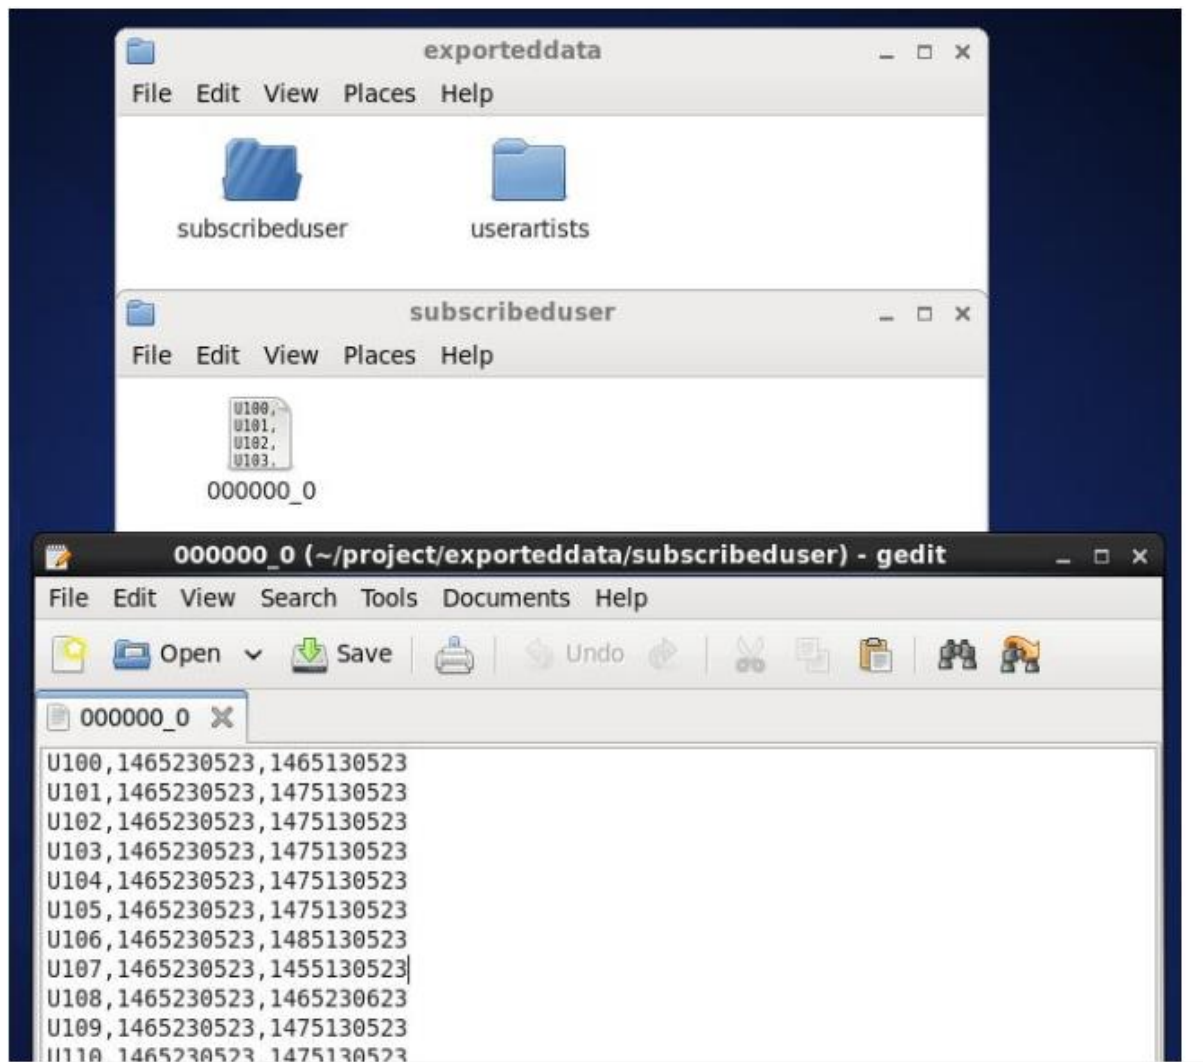 exporteddata
File Edit View Places Help
subscribeduser userartists
subscribeduser
File Edit View Places Help
U100,
U101,
U102,
U103,
000000_0
000000_0 (~/project/exporteddata/subscribeduser) - gedit
File Edit View Search Tools Documents Help
Open Save Undo
000000_0
U100,1465230523,1465130523
U101,1465230523,1475130523
U102,1465230523,1475130523
U103,1465230523,1475130523
U104,1465230523,1475130523
U105,1465230523,1475130523
U106,1465230523,1485130523
U107,1465230523,1455130523
U108,1465230523,1465230623
U109,1465230523,1475130523
U110,1465230523,1475130523